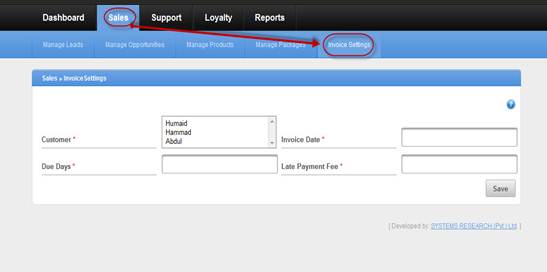 Dashboard Sales Support Loyalty Reports
Manage Leads Manage Opportunities Manage Products Manage Packages Invoice Settings
Sales » Invoice Settings
?
Customer * Humaid Invoice Date *
Hammad
Abdul
Due Days * Late Payment Fee *
Save
[ Developed by: SYSTEMS RESEARCH (Pvt.) Ltd. ]